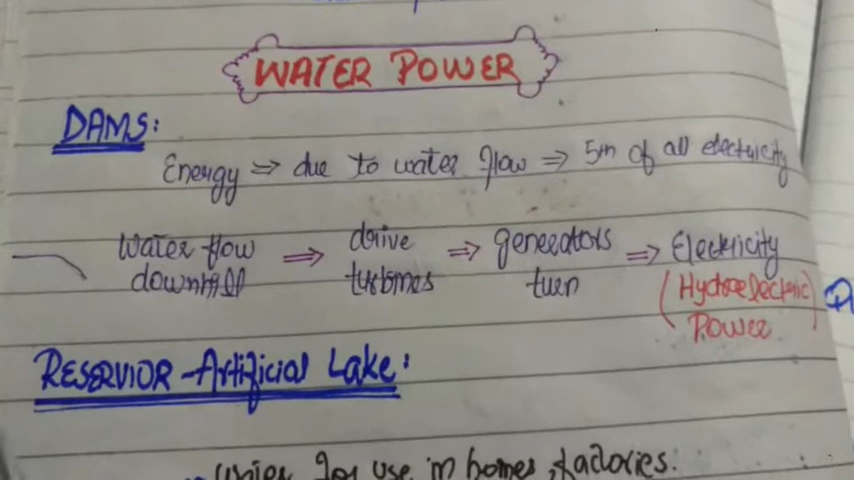 WATER POWER
DAMS:
Energy ⇒ due to water flow ⇒ 5th of all electricity
Water flow ⇒ drive ⇒ generators ⇒ Electricity
downhill turbines turn (Hydroelectric)
Power
RESERVIOR - Artificial Lake:
for use in homes, factories.